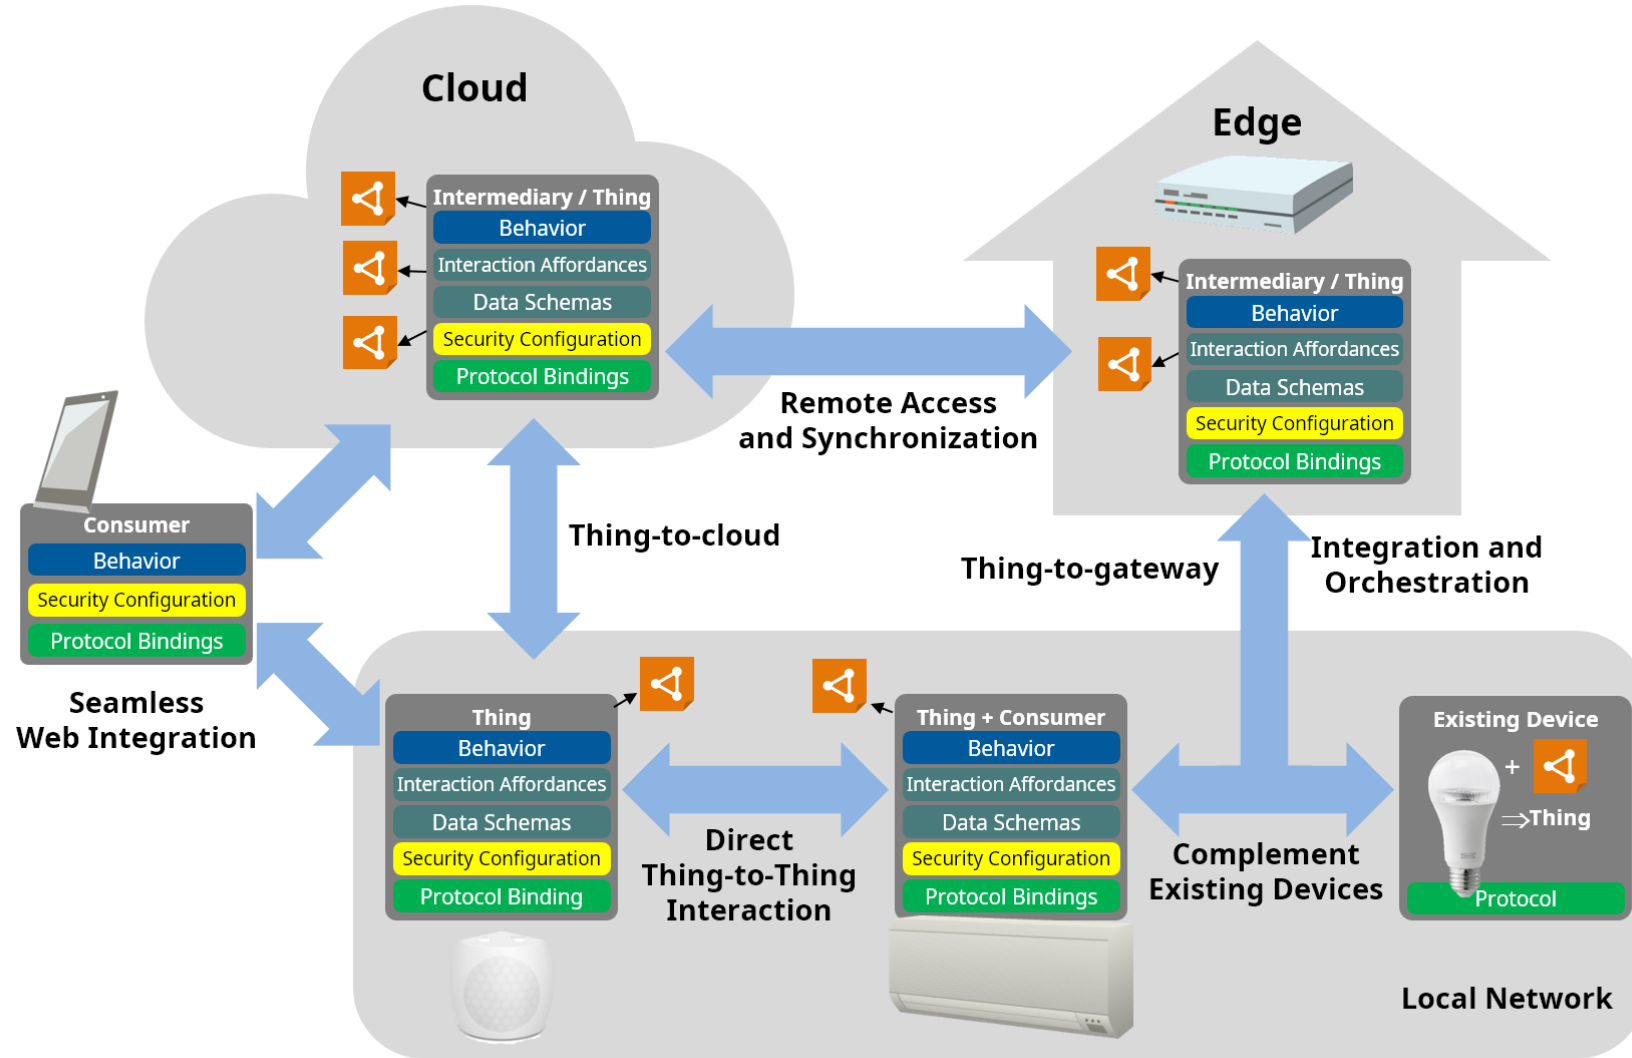 Cloud
Intermediary / Thing
Behavior
Interaction Affordances
Data Schemas
Security Configuration
Protocol Bindings
Edge
Intermediary / Thing
Behavior
Interaction Affordances
Data Schemas
Security Configuration
Protocol Bindings
Remote Access
and Synchronization
Consumer
Behavior
Security Configuration
Protocol Bindings
Seamless
Web Integration
Thing-to-cloud
Thing-to-gateway
Integration and
Orchestration
Thing
Behavior
Interaction Affordances
Data Schemas
Security Configuration
Protocol Binding
Direct
Thing-to-Thing
Interaction
Thing + Consumer
Behavior
Interaction Affordances
Data Schemas
Security Configuration
Protocol Bindings
Complement
Existing Devices
Existing Device
+
⇒Thing
Protocol
Local Network